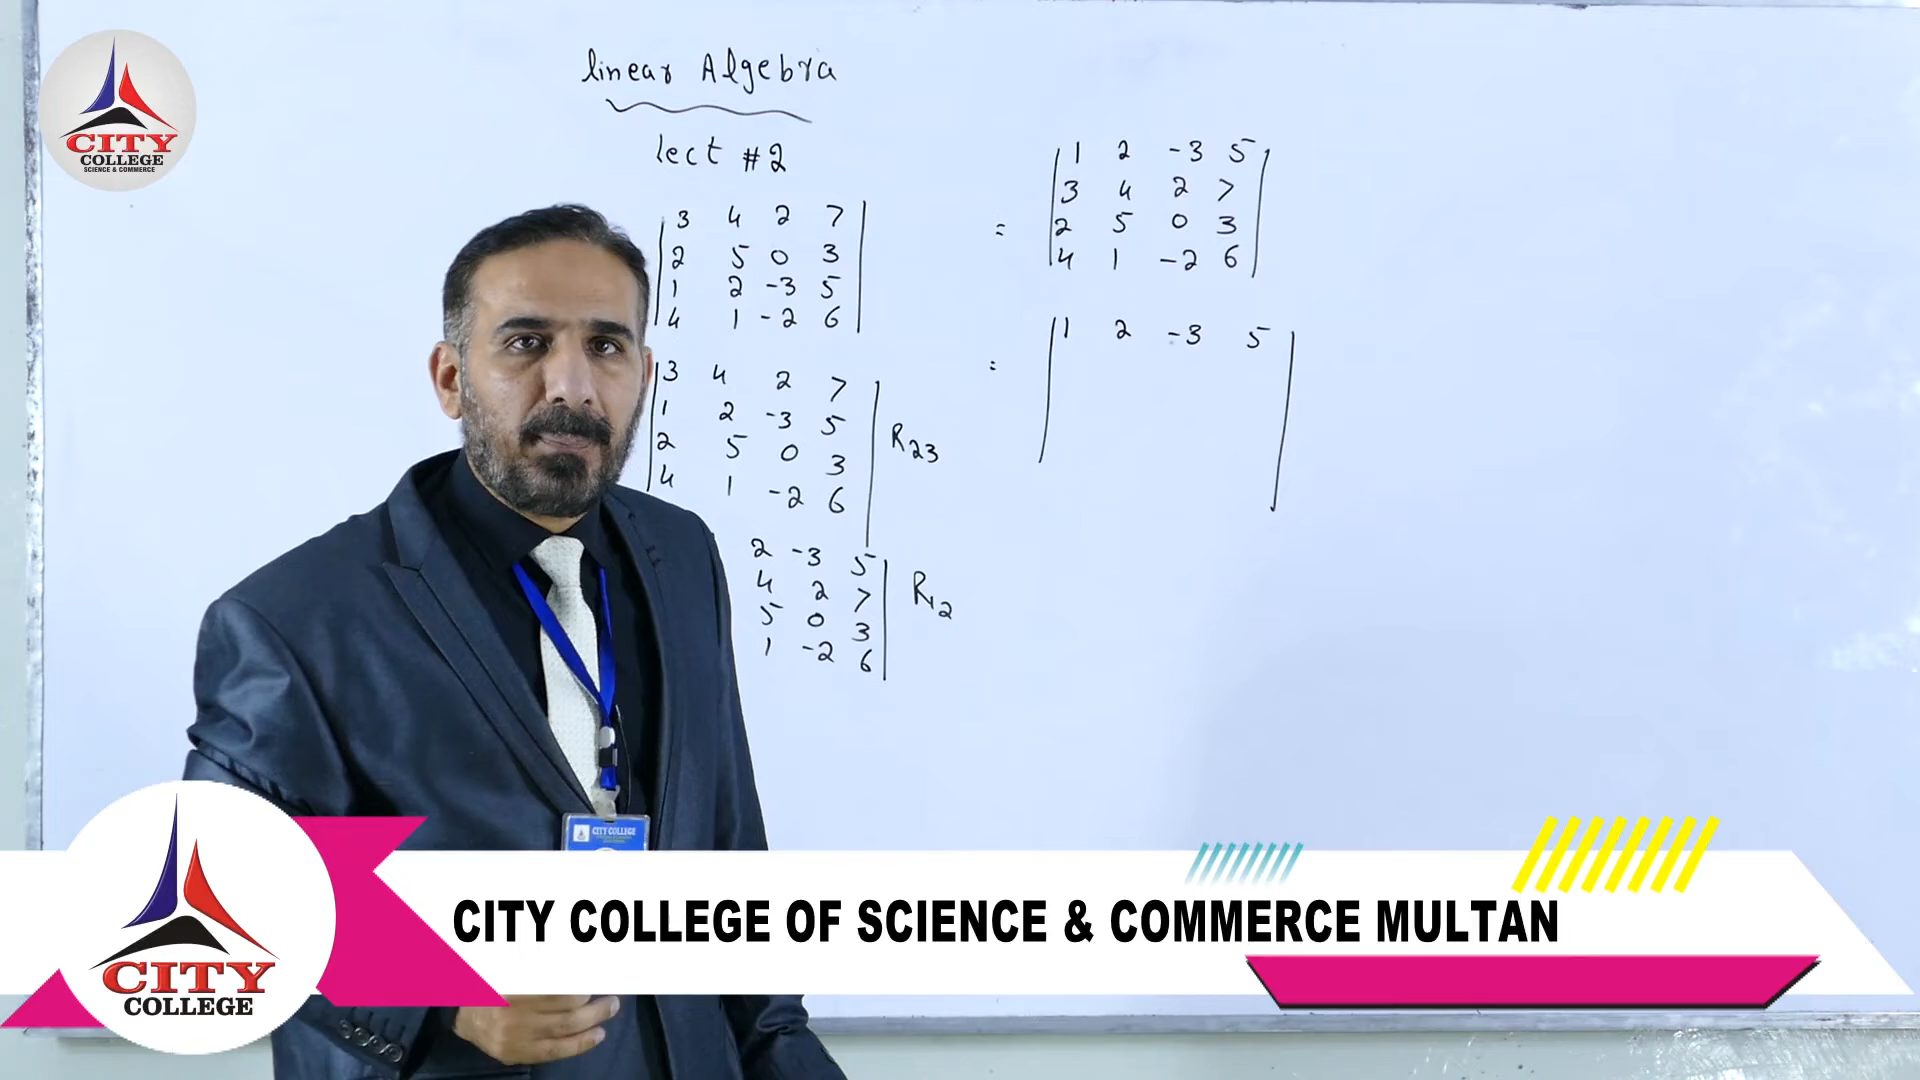 CITY
COLLEGE
SCIENCE & COMMERCE
linear Algebra
lect #2
3 4 2 7
2 5 0 3
1 2 -3 5
4 1 -2 6
3 4 2 7
1 2 -3 5
2 5 0 3
4 1 -2 6
R23
2 -3 5
4 2 7
5 0 3
1 -2 6
R12
1 2 -3 5
3 4 2 7
= 2 5 0 3
4 1 -2 6
1 2 -3 5
=
CITY COLLEGE
CITY COLLEGE OF SCIENCE & COMMERCE MULTAN
CITY
COLLEGE